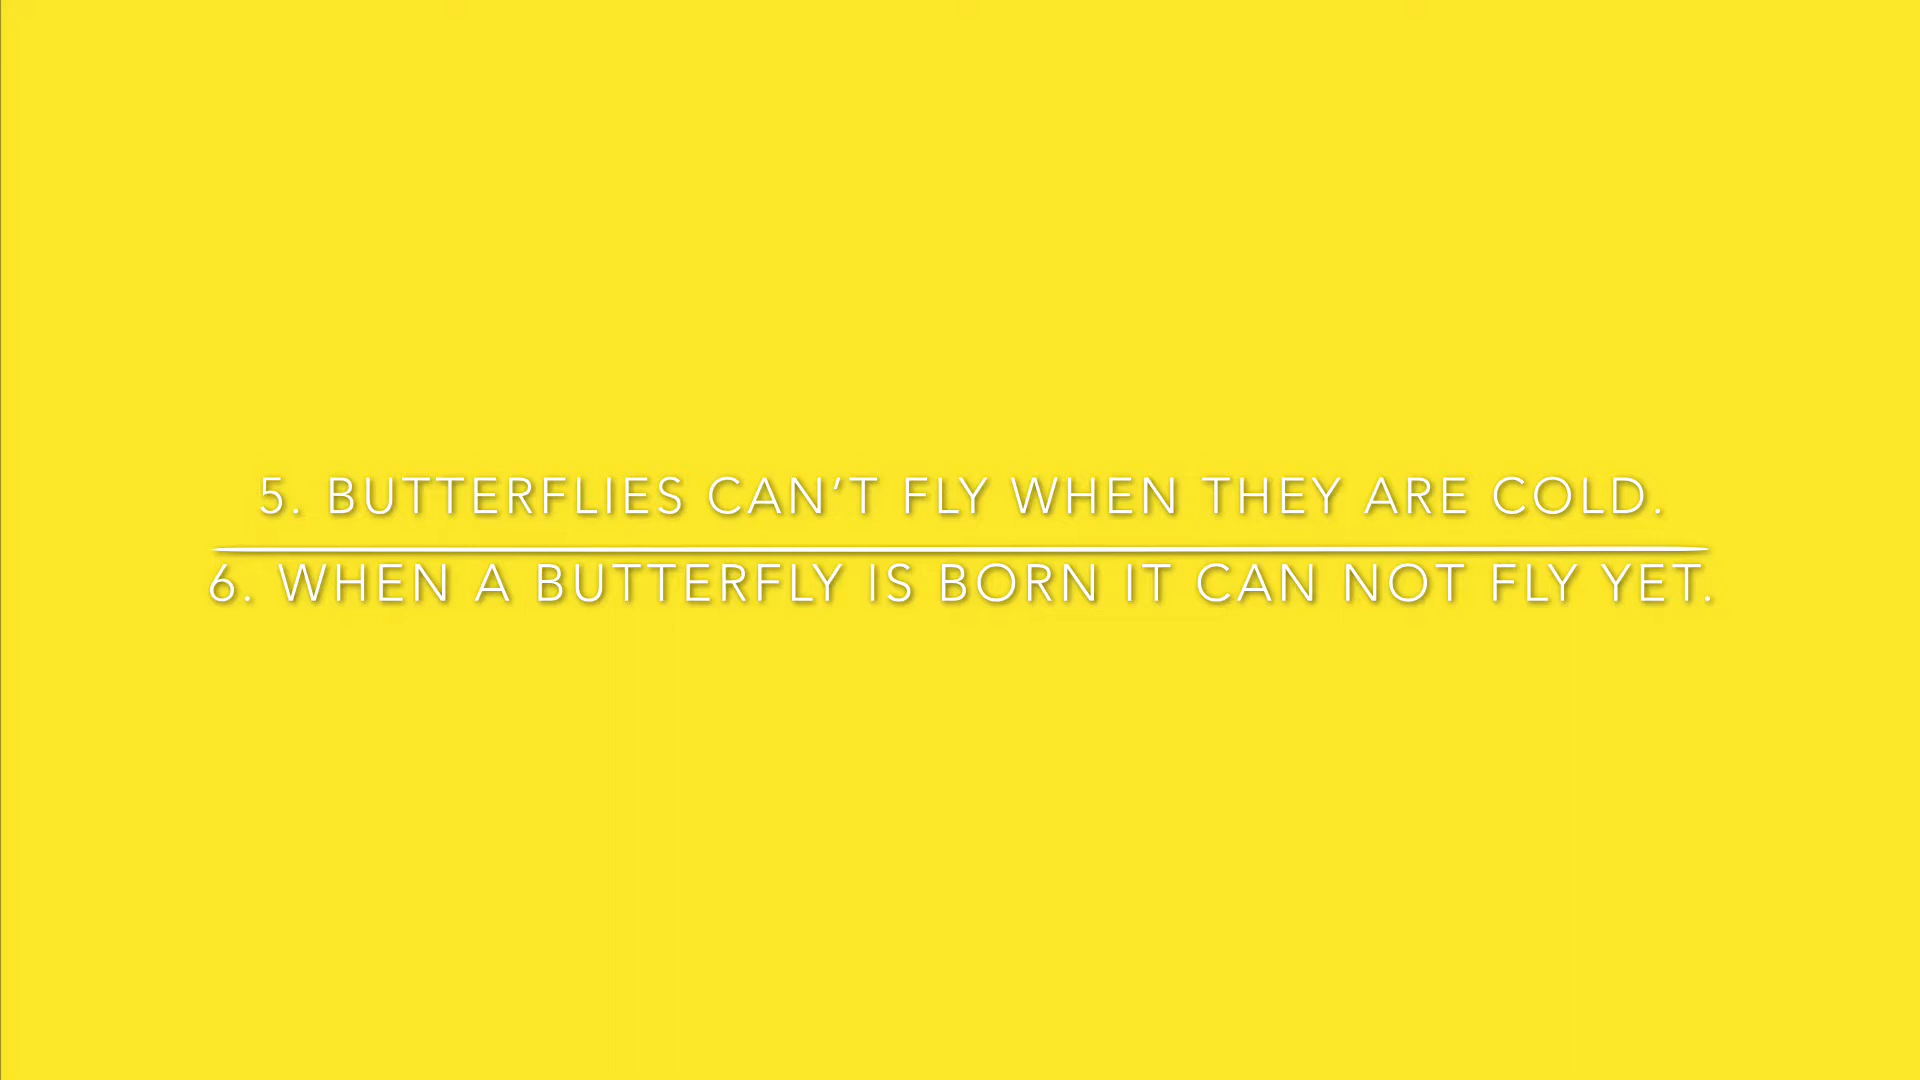 5. BUTTERFLIES CAN’T FLY WHEN THEY ARE COLD.
6. WHEN A BUTTERFLY IS BORN IT CAN NOT FLY YET.